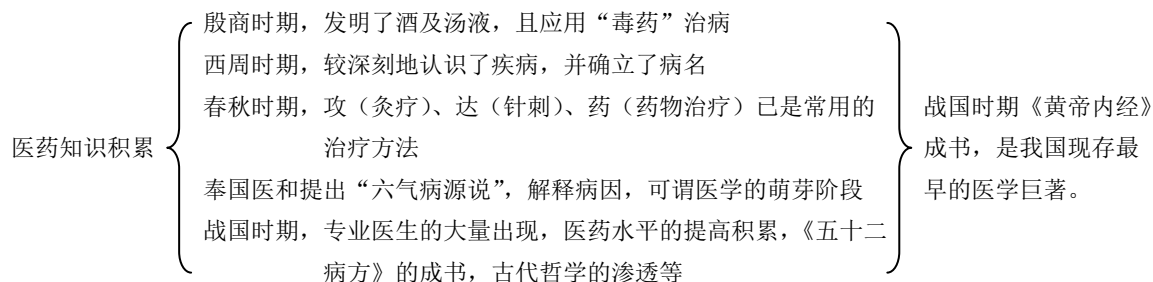 医药知识积累
殷商时期，发明了酒及汤液，且应用“毒药”治病
西周时期，较深刻地认识了疾病，并确立了病名
春秋时期，攻（灸疗）、达（针刺）、药（药物治疗）已是常用的
治疗方法
奉国医和提出“六气病源说”，解释病因，可谓医学的萌芽阶段
战国时期，专业医生的大量出现，医药水平的提高积累，《五十二
病方》的成书，古代哲学的渗透等
战国时期《黄帝内经》
成书，是我国现存最
早的医学巨著。